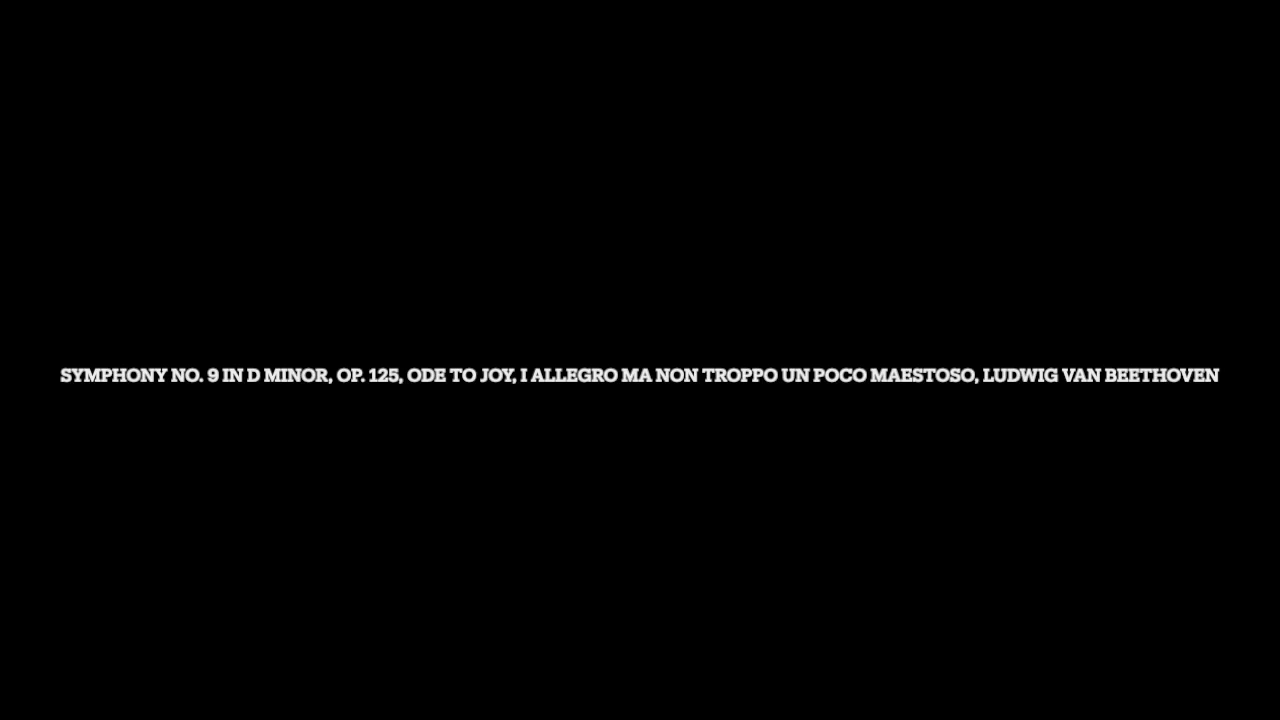 SYMPHONY NO. 9 IN D MINOR, OP. 125, ODE TO JOY, I ALLEGRO MA NON TROPPO UN POCO MAESTOSO, LUDWIG VAN BEETHOVEN